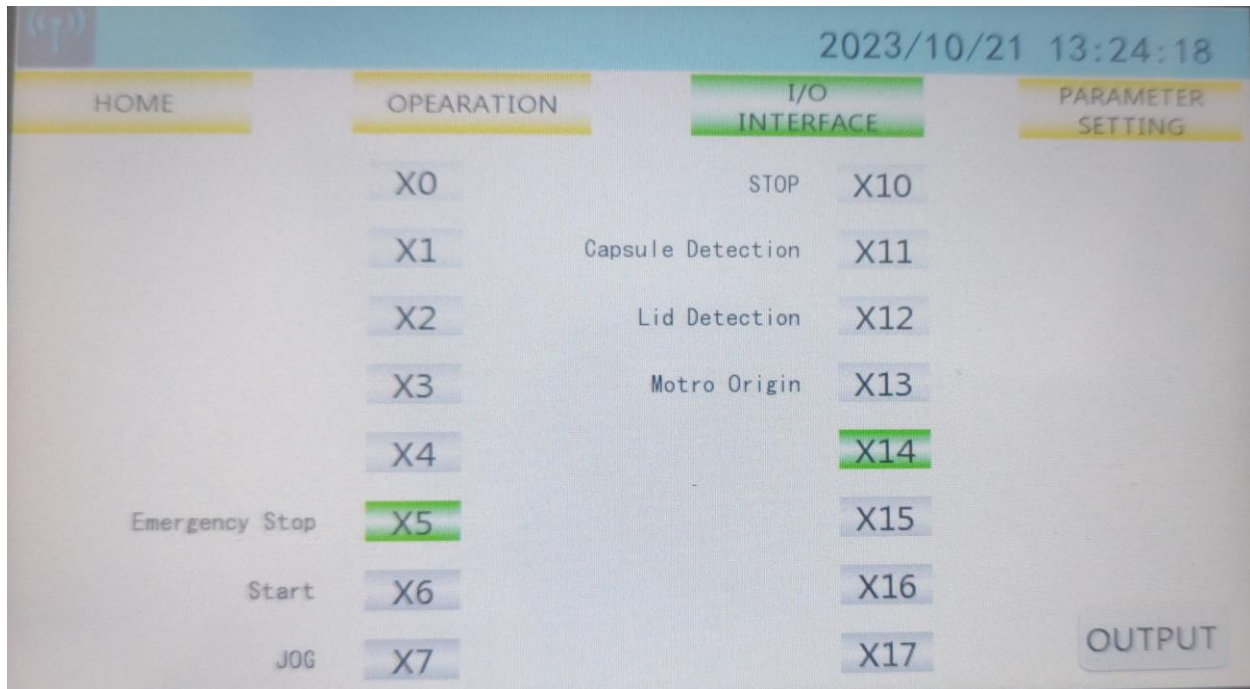 2023/10/21 13:24:18
HOME
OPEARATION
I/O
INTERFACE
PARAMETER
SETTING
X0
STOP X10
X1
Capsule Detection X11
X2
Lid Detection X12
X3
Motro Origin X13
X4
X14
Emergency Stop X5
X15
Start X6
X16
JOG X7
X17
OUTPUT